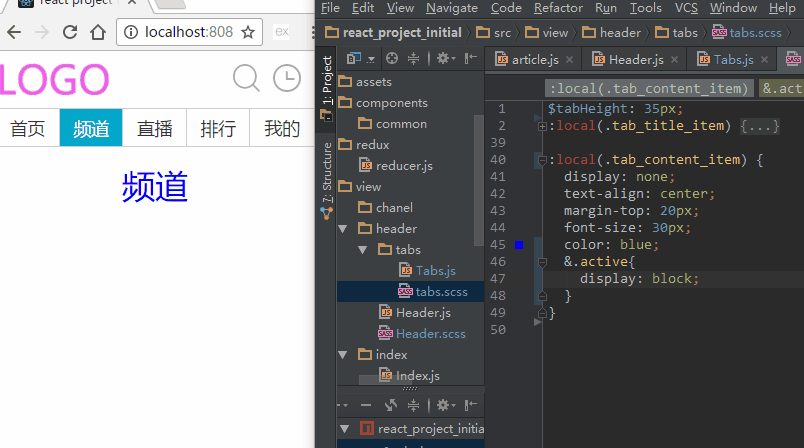 react project i
localhost:808
LOGO
首页 频道 直播 排行 我的
频道
File Edit View Navigate Code Refactor Run Tools VCS Window Help
react_project_initial src view header tabs tabs.scss
1: Project
7: Structure
assets
components
common
redux
reducer.js
view
chanel
header
tabs
Tabs.js
tabs.scss
Header.js
Header.scss
index
Index.js
react_project_initia
article.js Header.js Tabs.js
:local(.tab_content_item) &.act
1 $tabHeight: 35px;
2 :local(.tab_title_item) {...}
39
40 :local(.tab_content_item) {
41 display: none;
42 text-align: center;
43 margin-top: 20px;
44 font-size: 30px;
45 color: blue;
46 &.active{
47 display: block;
48 }
49 }
50